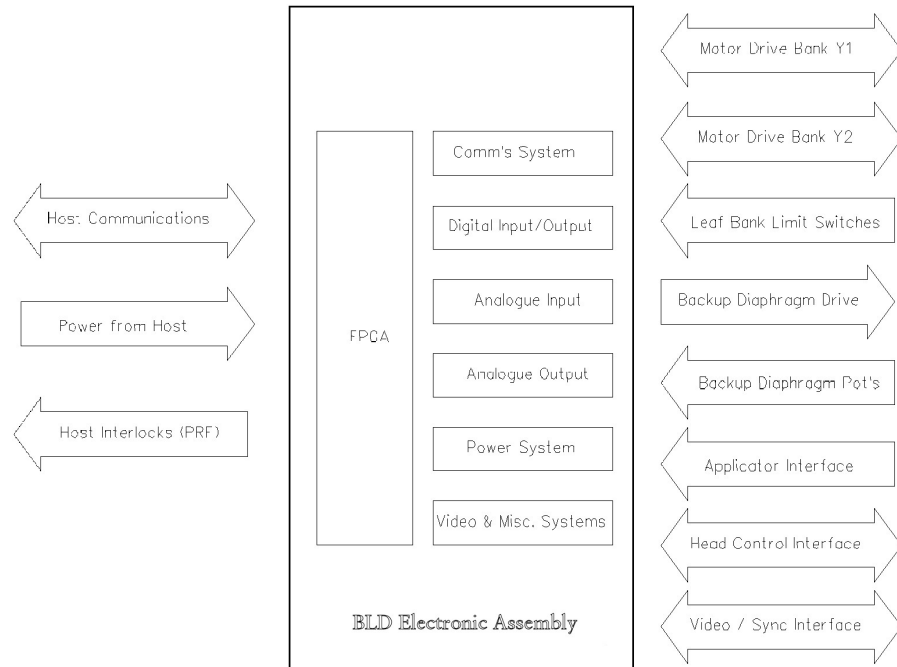 Host Communications
Power from Host
Host Interlocks (PRF)
FPGA
Comm's System
Digital Input/Output
Analogue Input
Analogue Output
Power System
Video & Misc. Systems
BLD Electronic Assembly
Motor Drive Bank Y1
Motor Drive Bank Y2
Leaf Bank Limit Switches
Backup Diaphragm Drive
Backup Diaphragm Pot's
Applicator Interface
Head Control Interface
Video / Sync Interface